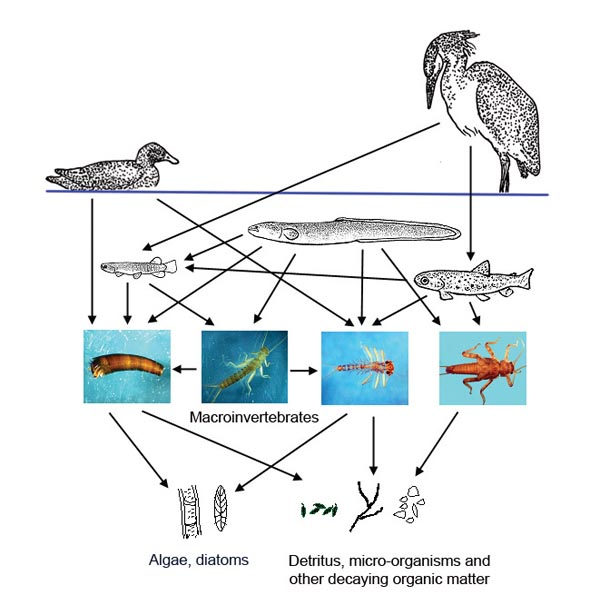 Macroinvertebrates
Algae, diatoms
Detritus, micro-organisms and
other decaying organic matter